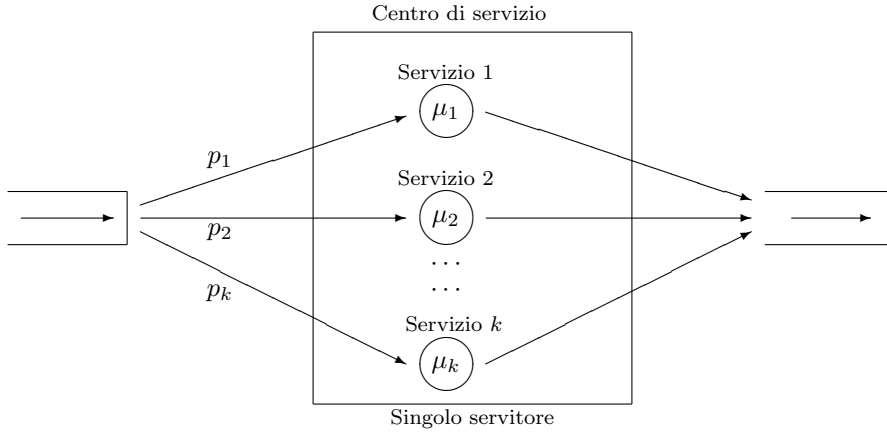 Centro di servizio
Servizio 1
μ1
p1
Servizio 2
μ2
p2
...
...
pk
Servizio k
μk
Singolo servitore